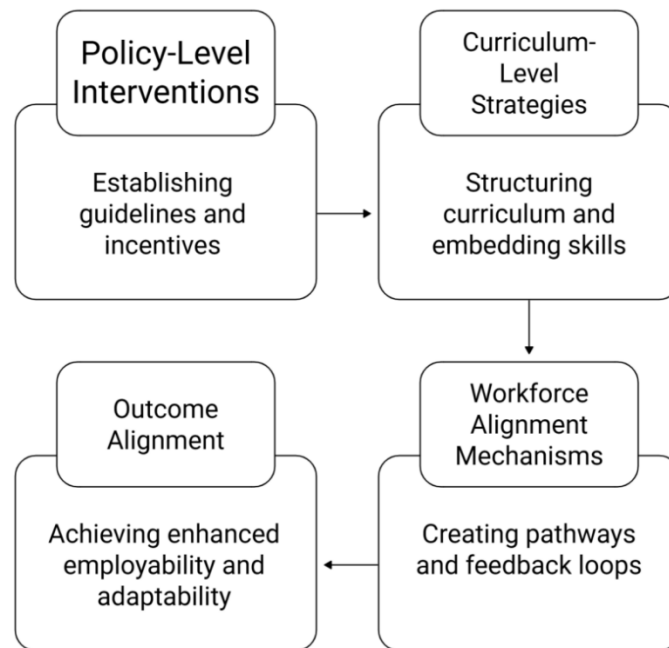 Policy-Level
Interventions
Establishing
guidelines and
incentives
Curriculum-
Level
Strategies
Structuring
curriculum and
embedding skills
Workforce
Alignment
Mechanisms
Creating pathways
and feedback loops
Outcome
Alignment
Achieving enhanced
employability and
adaptability